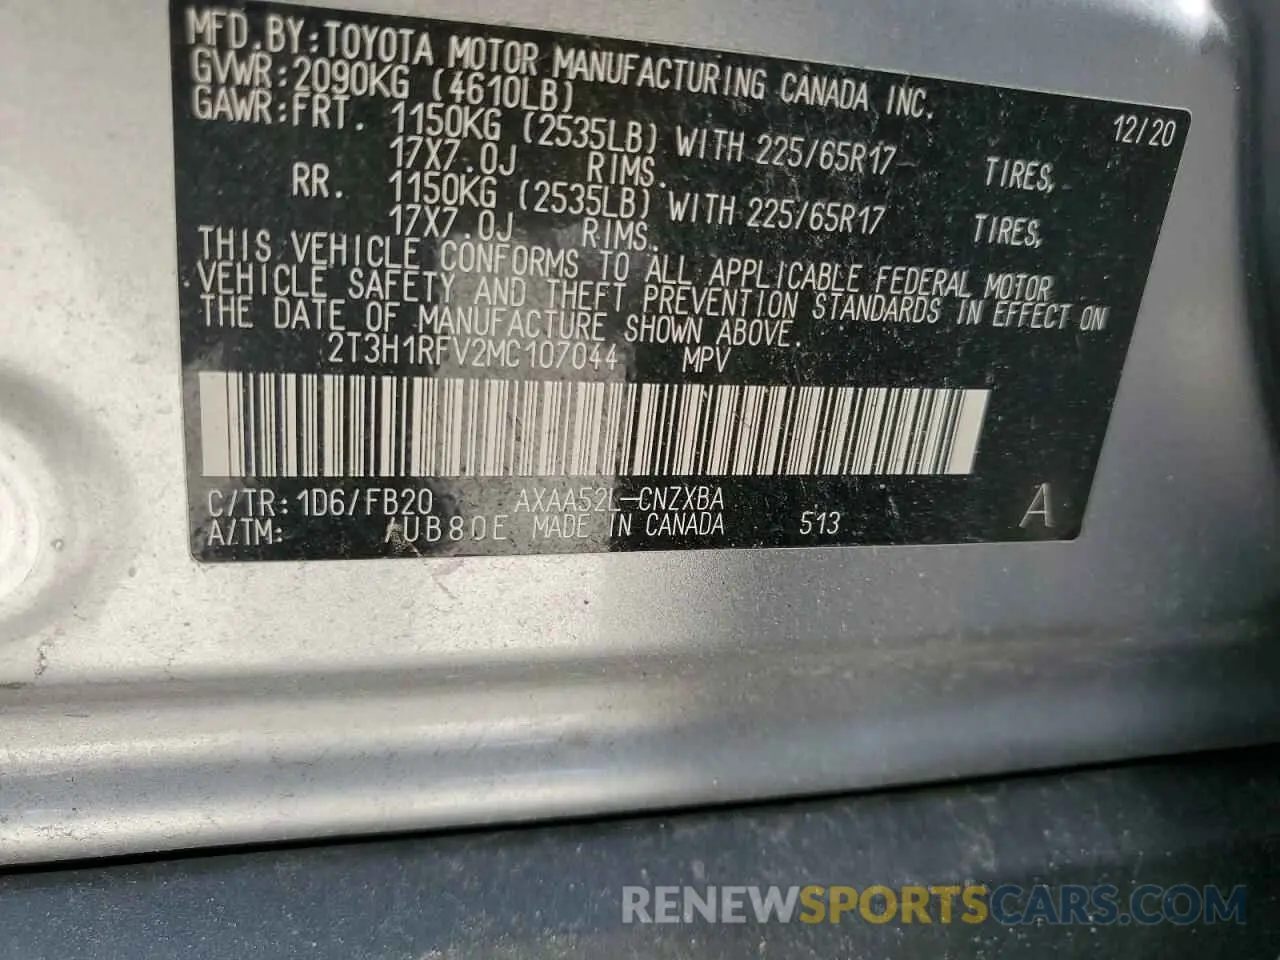 MFD.BY:TOYOTA MOTOR MANUFACTURING CANADA INC.
12/20
GVWR:2090KG (4610LB)
GAWR:FRT. 1150KG (2535LB) WITH 225/65R17 TIRES,
17X7.0J RIMS.
RR. 1150KG (2535LB) WITH 225/65R17 TIRES,
17X7.0J RIMS.
THIS VEHICLE CONFORMS TO ALL APPLICABLE FEDERAL MOTOR
VEHICLE SAFETY AND THEFT PREVENTION STANDARDS IN EFFECT ON
THE DATE OF MANUFACTURE SHOWN ABOVE.
2T3H1RFV2MC107044 MPV
C/TR:1D6/FB20 AXAA52L-CNZXBA
A/TM: /UB80E MADE IN CANADA 513
A
RENEWSPORTSCARS.COM